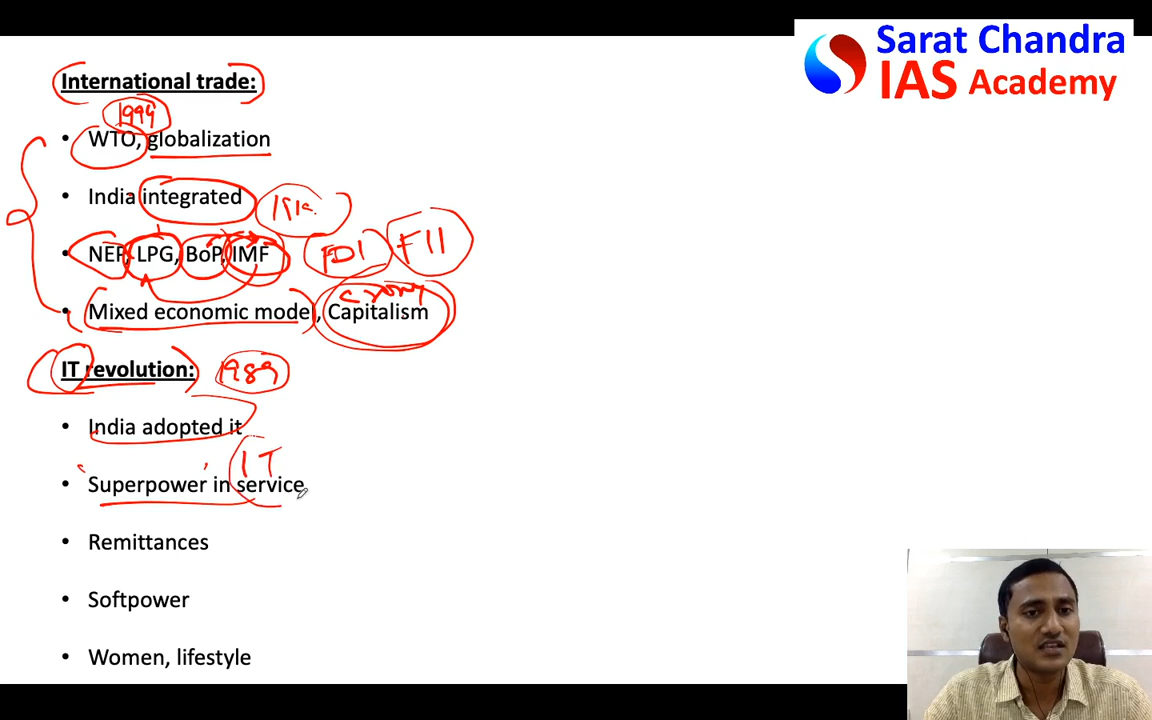 Sarat Chandra
IAS Academy
International trade:
1994
• WTO, globalization
• India integrated
• NEP, LPG, BoP, IMF FDI FII
crony
• Mixed economic model, Capitalism
IT revolution: 1989
• India adopted it
IT
• ‘Superpower’ in service
• Remittances
• Softpower
• Women, lifestyle